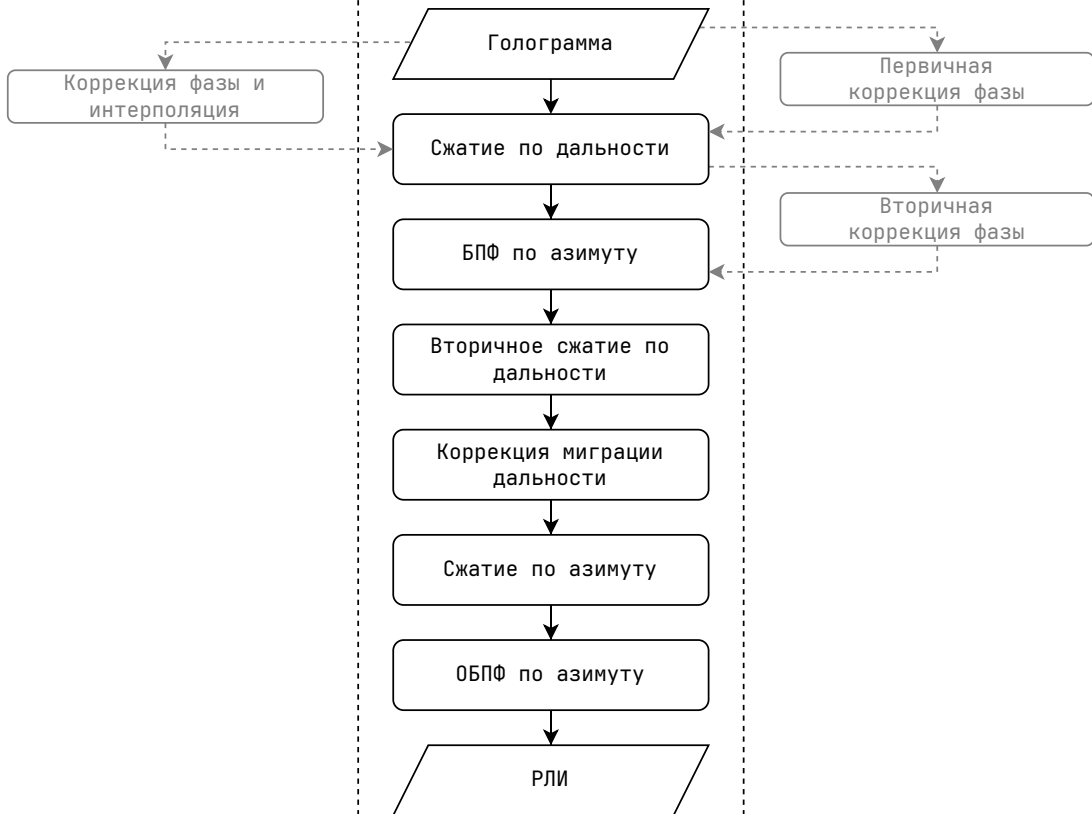 Голограмма
Коррекция фазы и
интерполяция
Первичная
коррекция фазы
Сжатие по дальности
Вторичная
коррекция фазы
БПФ по азимуту
Вторичное сжатие по
дальности
Коррекция миграции
дальности
Сжатие по азимуту
ОБПФ по азимуту
РЛИ